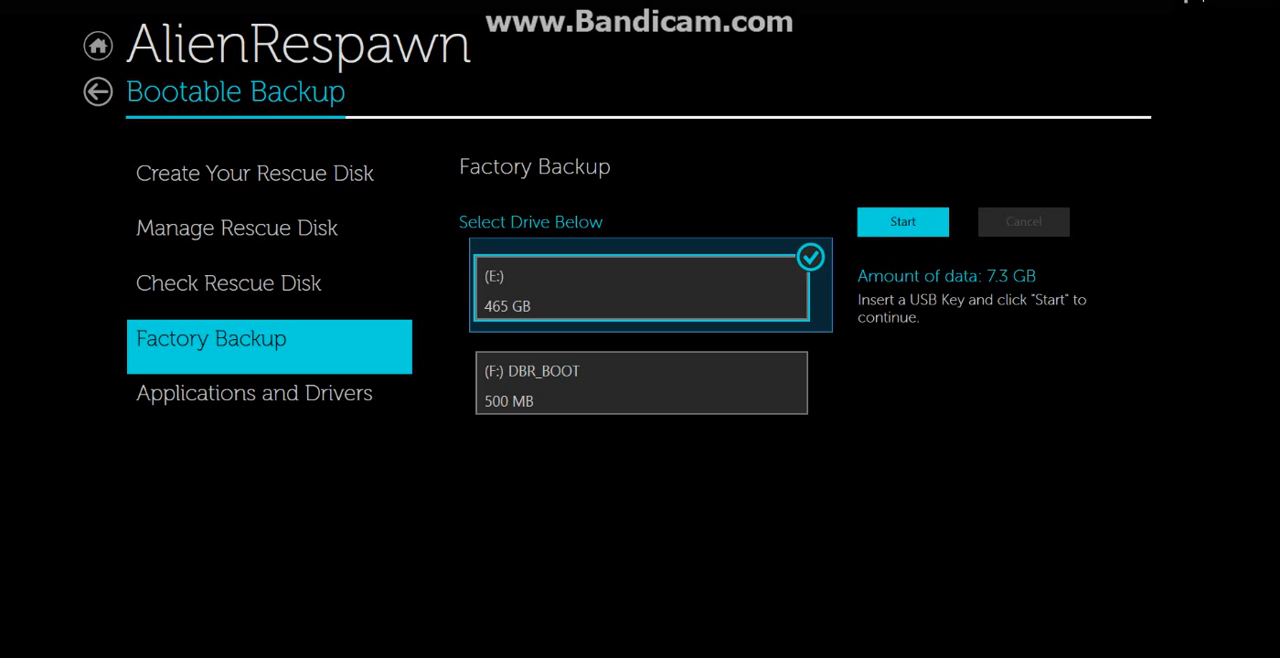 www.Bandicam.com
AlienRespawn
Bootable Backup
Create Your Rescue Disk
Manage Rescue Disk
Check Rescue Disk
Factory Backup
Applications and Drivers
Factory Backup
Select Drive Below
(E:)
465 GB
(F:) DBR_BOOT
500 MB
Start
Cancel
Amount of data: 7.3 GB
Insert a USB Key and click "Start" to
continue.